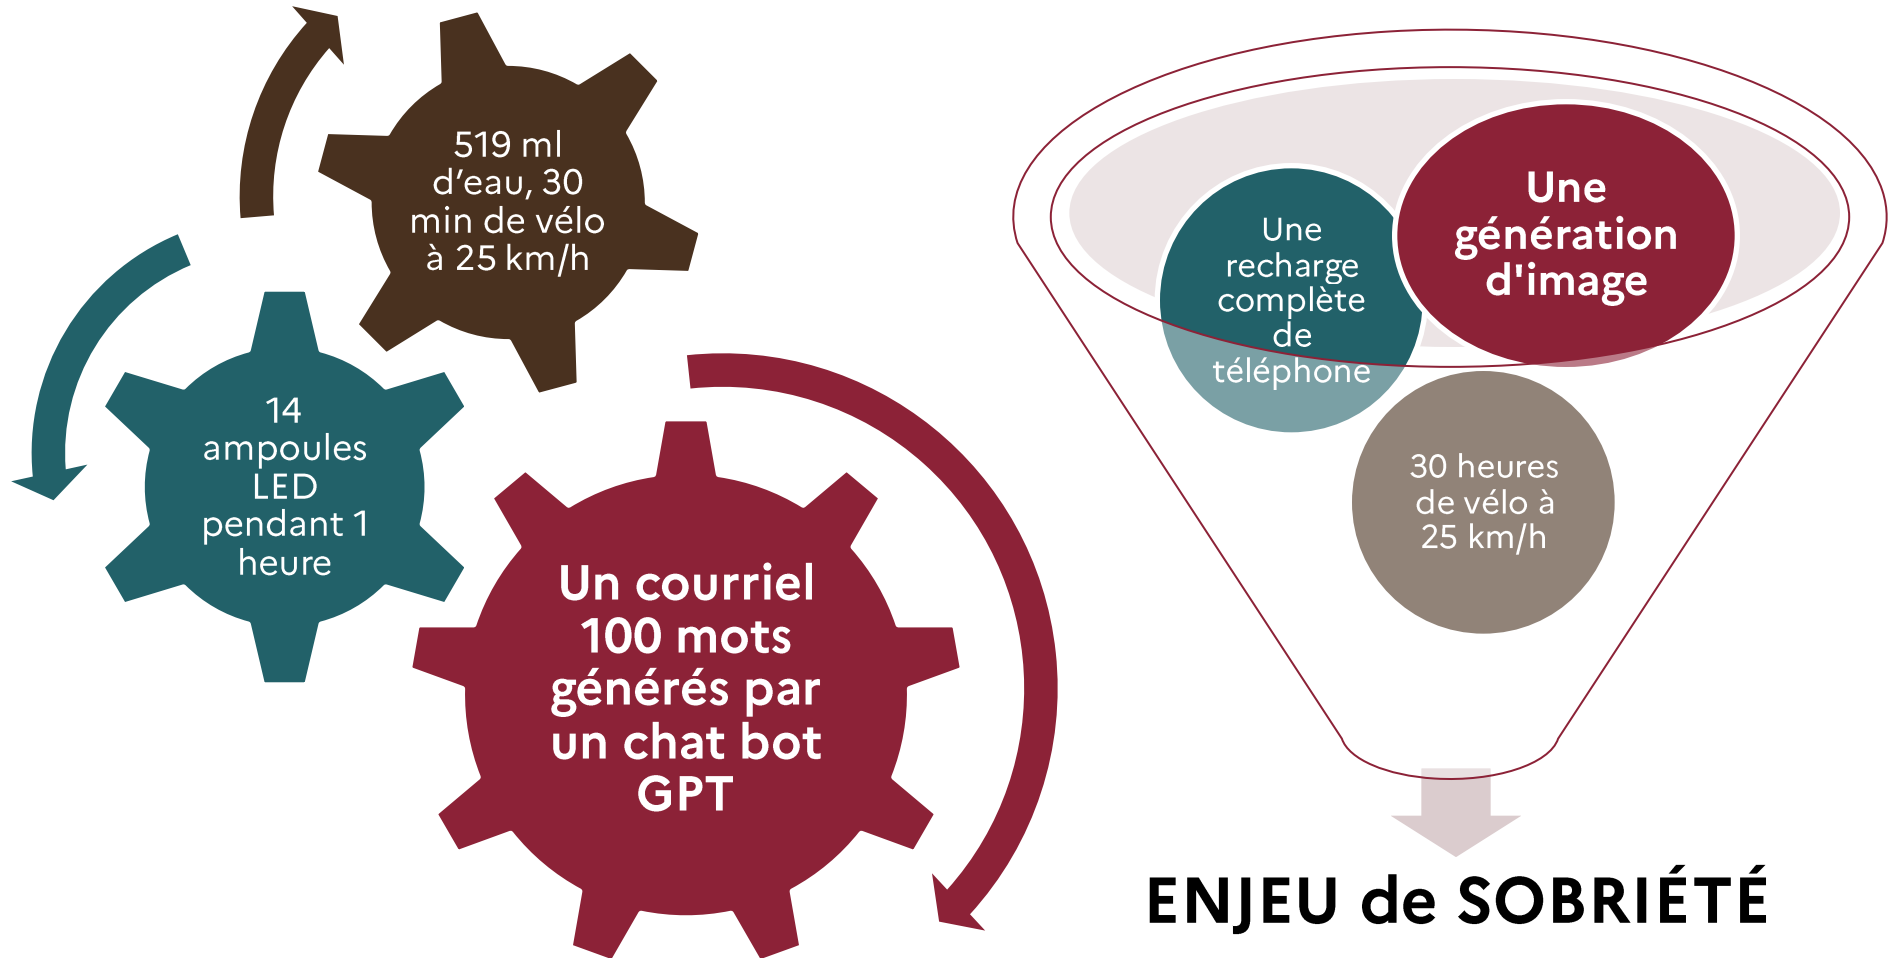 519 ml
d’eau, 30
min de vélo
à 25 km/h
14
ampoules
LED
pendant 1
heure
Un courriel
100 mots
générés par
un chat bot
GPT
Une
recharge
complète
de
téléphone
Une
génération
d'image
30 heures
de vélo à
25 km/h
ENJEU de SOBRIÉTÉ